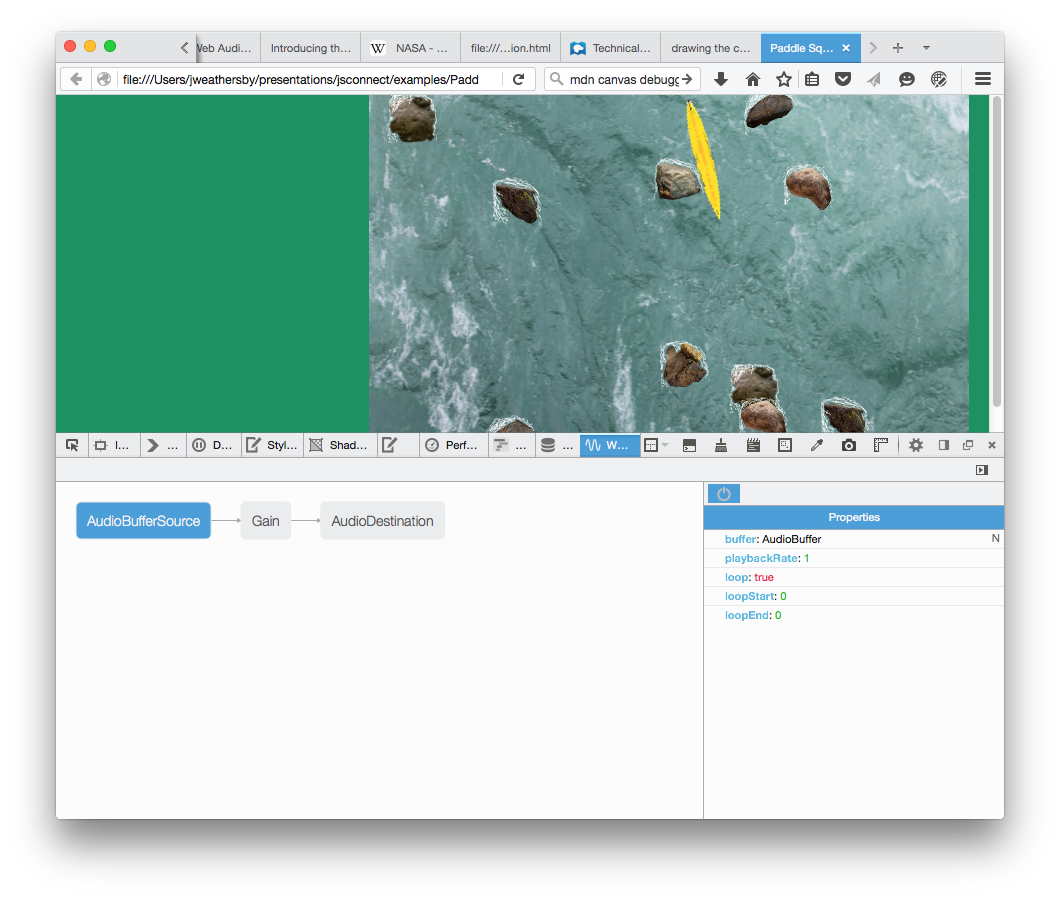 Web Audi... Introducing th... W NASA - ... file:///...ion.html Technical... drawing the c... Paddle Sq...
file:///Users/jweathersby/presentations/jsconnect/examples/Padd mdn canvas debugg
I... ... D... Styl... Shad... Perf... ... ... W...
AudioBufferSource Gain AudioDestination
Properties
buffer: AudioBuffer N
playbackRate: 1
loop: true
loopStart: 0
loopEnd: 0